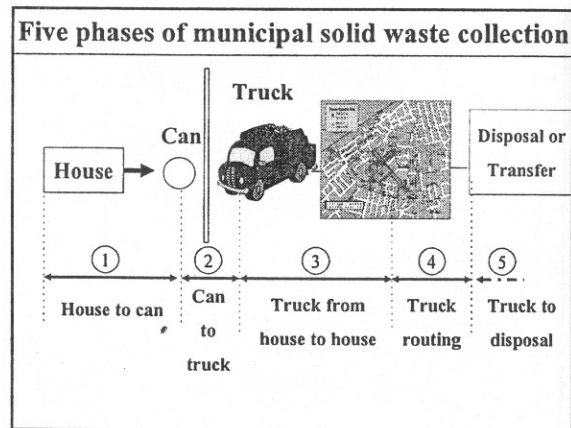 Five phases of municipal solid waste collection
Truck
Can
House
Disposal or
Transfer
1
2
3
4
5
House to can
Can
to
truck
Truck from
house to house
Truck
routing
Truck to
disposal